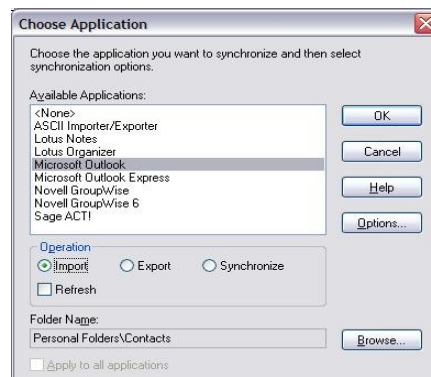 Choose Application
Choose the application you want to synchronize and then select
synchronization options.
Available Applications:
<None>
ASCII Importer/Exporter
Lotus Notes
Lotus Organizer
Microsoft Outlook
Microsoft Outlook Express
Novell GroupWise
Novell GroupWise 6
Sage ACT!
OK
Cancel
Help
Options...
Operation
Import Export Synchronize
Refresh
Folder Name:
Personal Folders\Contacts
Browse...
Apply to all applications